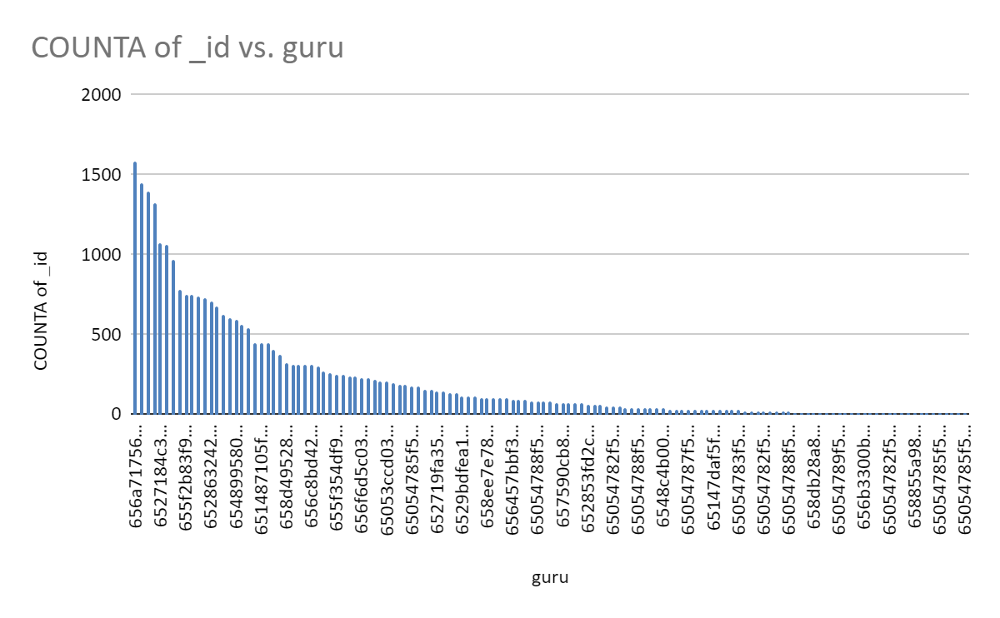 COUNTA of _id vs. guru
2000
1500
1000
500
0
COUNTA of _id
656a71756...
6527184c3...
655f2b83f9...
652863242...
654899580...
651487105f...
658d49528...
656c8bd42...
655f354df9...
656f6d5c03...
65053ccd03...
65054785f5...
652719fa35...
6529bdfea1...
658ee7e78...
656457bbf3...
65054788f5...
657590cb8...
652853fd2c...
65054782f5...
65054788f5...
6548c4b00...
65054787f5...
65147daf5f...
65054783f5...
65054782f5...
65054788f5...
658db28a8...
65054789f5...
656b3300b...
65054782f5...
658855a98...
65054785f5...
65054785f5...
guru